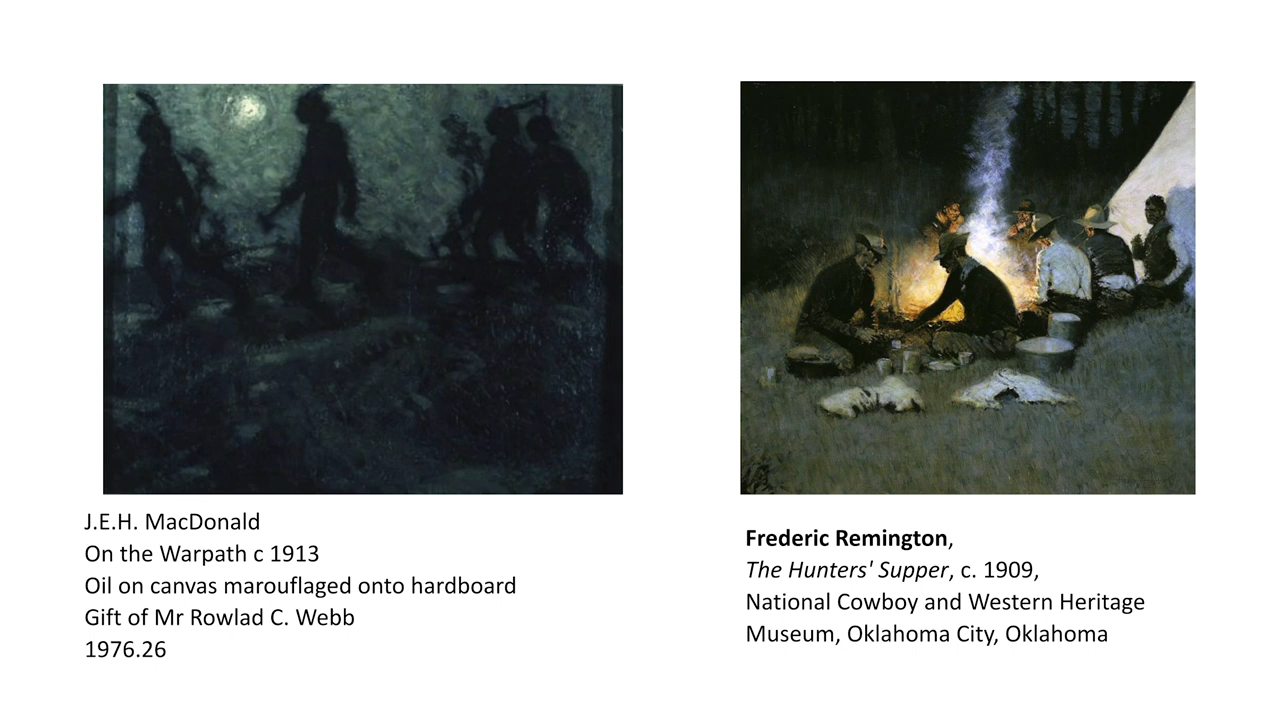 J.E.H. MacDonald
On the Warpath c 1913
Oil on canvas marouflaged onto hardboard
Gift of Mr Rowlad C. Webb
1976.26
Frederic Remington,
The Hunters' Supper, c. 1909,
National Cowboy and Western Heritage
Museum, Oklahoma City, Oklahoma